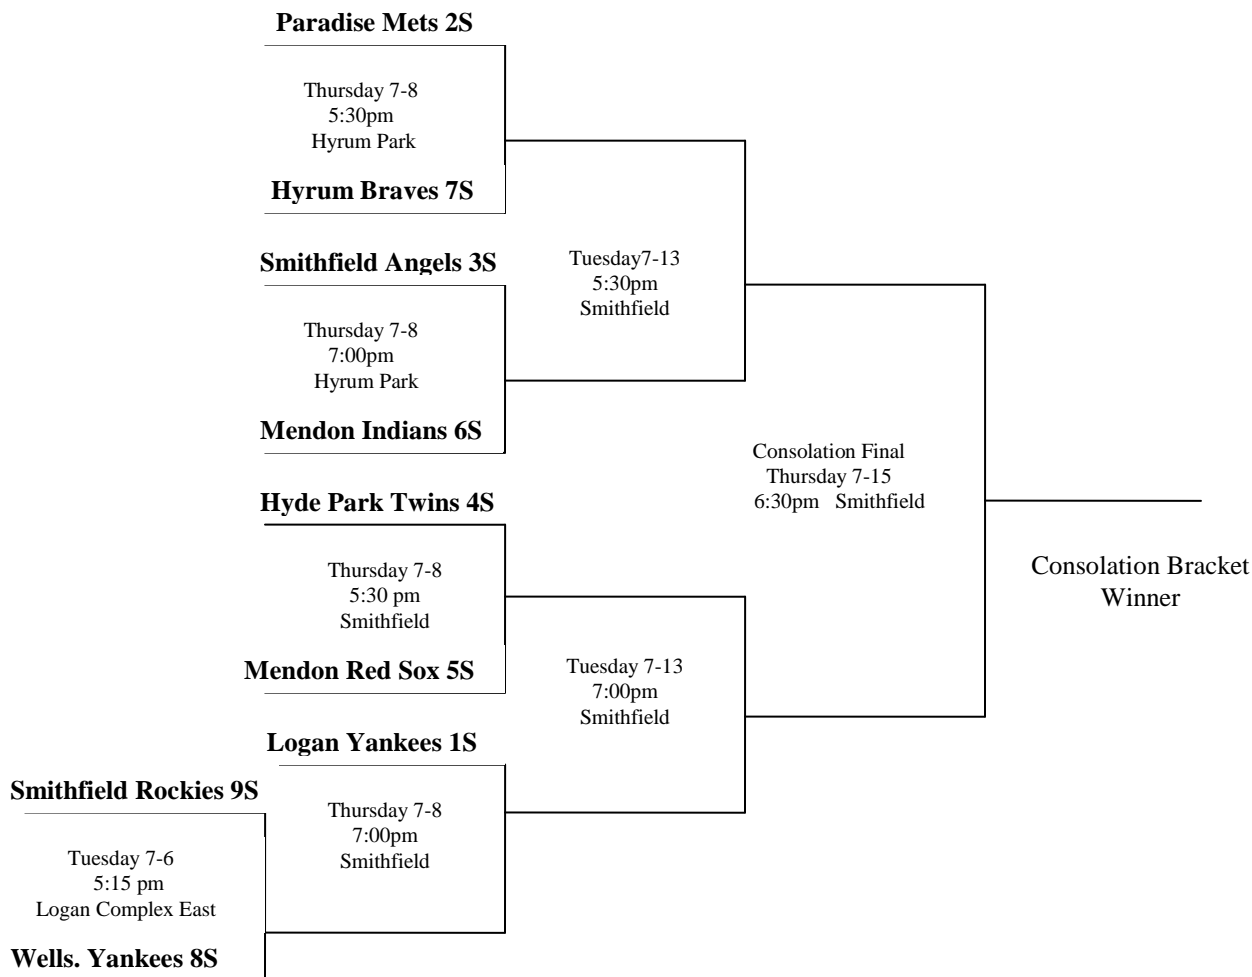 Paradise Mets 2S
Thursday 7-8
5:30pm
Hyrum Park
Hyrum Braves 7S
Smithfield Angels 3S
Thursday 7-8
7:00pm
Hyrum Park
Mendon Indians 6S
Tuesday7-13
5:30pm
Smithfield
Hyde Park Twins 4S
Thursday 7-8
5:30 pm
Smithfield
Mendon Red Sox 5S
Logan Yankees 1S
Smithfield Rockies 9S
Thursday 7-8
7:00pm
Smithfield
Tuesday 7-6
5:15 pm
Logan Complex East
Wells. Yankees 8S
Tuesday 7-13
7:00pm
Smithfield
Consolation Final
Thursday 7-15
6:30pm Smithfield
Consolation Bracket
Winner